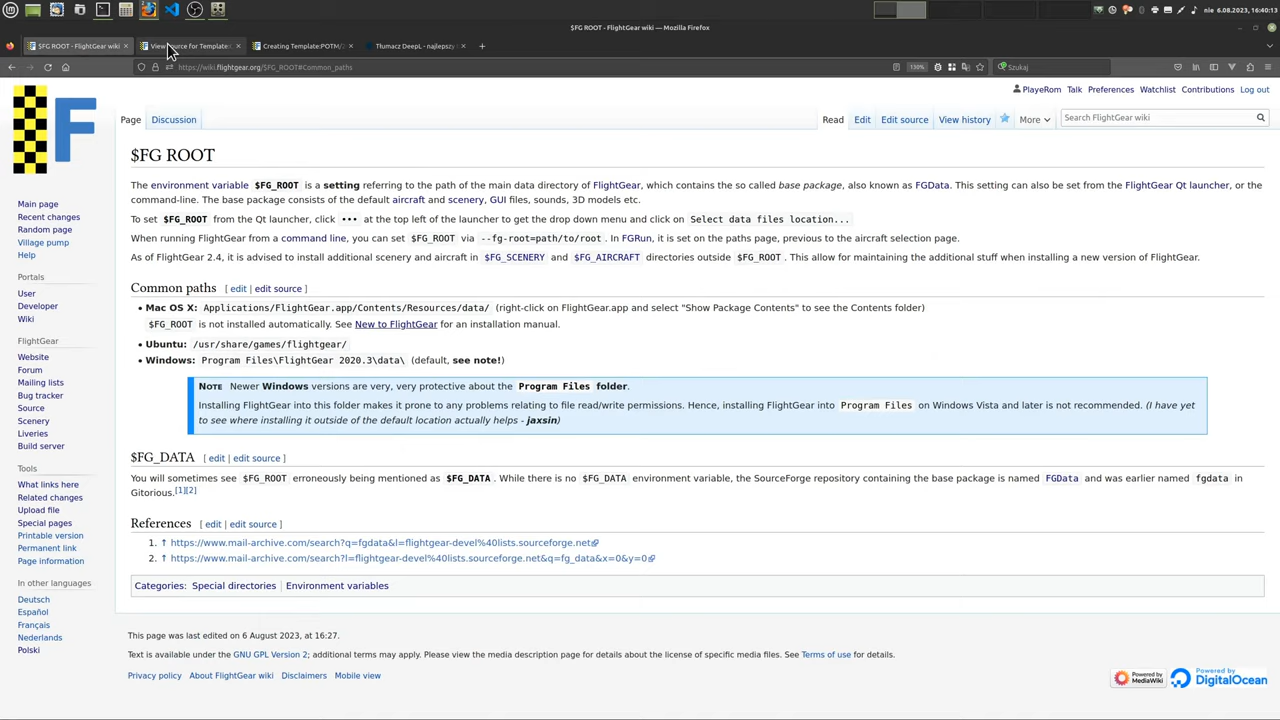 nie 6.08.2023, 16:40:13
$FG ROOT - FlightGear wiki — Mozilla Firefox
$FG ROOT - FlightGear wiki
View source for Template:
Creating Template:POTM/2
Tłumacz DeepL - najlepszy
https://wiki.flightgear.org/$FG_ROOT#Common_paths
130%
Szukaj
PlayeRom Talk Preferences Watchlist Contributions Log out
Page Discussion Read Edit Edit source View history More Search FlightGear wiki
Main page
Recent changes
Random page
Village pump
Help
Portals
User
Developer
Wiki
FlightGear
Website
Forum
Mailing lists
Bug tracker
Source
Scenery
Liveries
Build server
Tools
What links here
Related changes
Upload file
Special pages
Printable version
Permanent link
Page information
In other languages
Deutsch
Español
Français
Nederlands
Polski
$FG ROOT
The environment variable $FG_ROOT is a setting referring to the path of the main data directory of FlightGear, which contains the so called base package, also known as FGData. This setting can also be set from the FlightGear Qt launcher, or the
command-line. The base package consists of the default aircraft and scenery, GUI files, sounds, 3D models etc.
To set $FG_ROOT from the Qt launcher, click ••• at the top left of the launcher to get the drop down menu and click on Select data files location...
When running FlightGear from a command line, you can set $FG_ROOT via --fg-root=path/to/root. In FGRun, it is set on the paths page, previous to the aircraft selection page.
As of FlightGear 2.4, it is advised to install additional scenery and aircraft in $FG_SCENERY and $FG_AIRCRAFT directories outside $FG_ROOT. This allow for maintaining the additional stuff when installing a new version of FlightGear.
Common paths [ edit | edit source ]
• Mac OS X: Applications/FlightGear.app/Contents/Resources/data/ (right-click on FlightGear.app and select "Show Package Contents" to see the Contents folder)
$FG_ROOT is not installed automatically. See New to FlightGear for an installation manual.
• Ubuntu: /usr/share/games/flightgear/
• Windows: Program Files\FlightGear 2020.3\data\ (default, see note!)
NOTE Newer Windows versions are very, very protective about the Program Files folder.
Installing FlightGear into this folder makes it prone to any problems relating to file read/write permissions. Hence, installing FlightGear into Program Files on Windows Vista and later is not recommended. (I have yet
to see where installing it outside of the default location actually helps - jaxsin)
$FG_DATA [ edit | edit source ]
You will sometimes see $FG_ROOT erroneously being mentioned as $FG_DATA. While there is no $FG_DATA environment variable, the SourceForge repository containing the base package is named FGData and was earlier named fgdata in
Gitorious.[1][2]
References [ edit | edit source ]
1. ↑ https://www.mail-archive.com/search?q=fgdata&l=flightgear-devel%40lists.sourceforge.net
2. ↑ https://www.mail-archive.com/search?l=flightgear-devel%40lists.sourceforge.net&q=fg_data&x=0&y=0
Categories: Special directories | Environment variables
This page was last edited on 6 August 2023, at 16:27.
Text is available under the GNU GPL Version 2; additional terms may apply. Please view the media description page for details about the license of specific media files. See Terms of use for details.
Privacy policy About FlightGear wiki Disclaimers Mobile view
Powered by MediaWiki
Powered by DigitalOcean